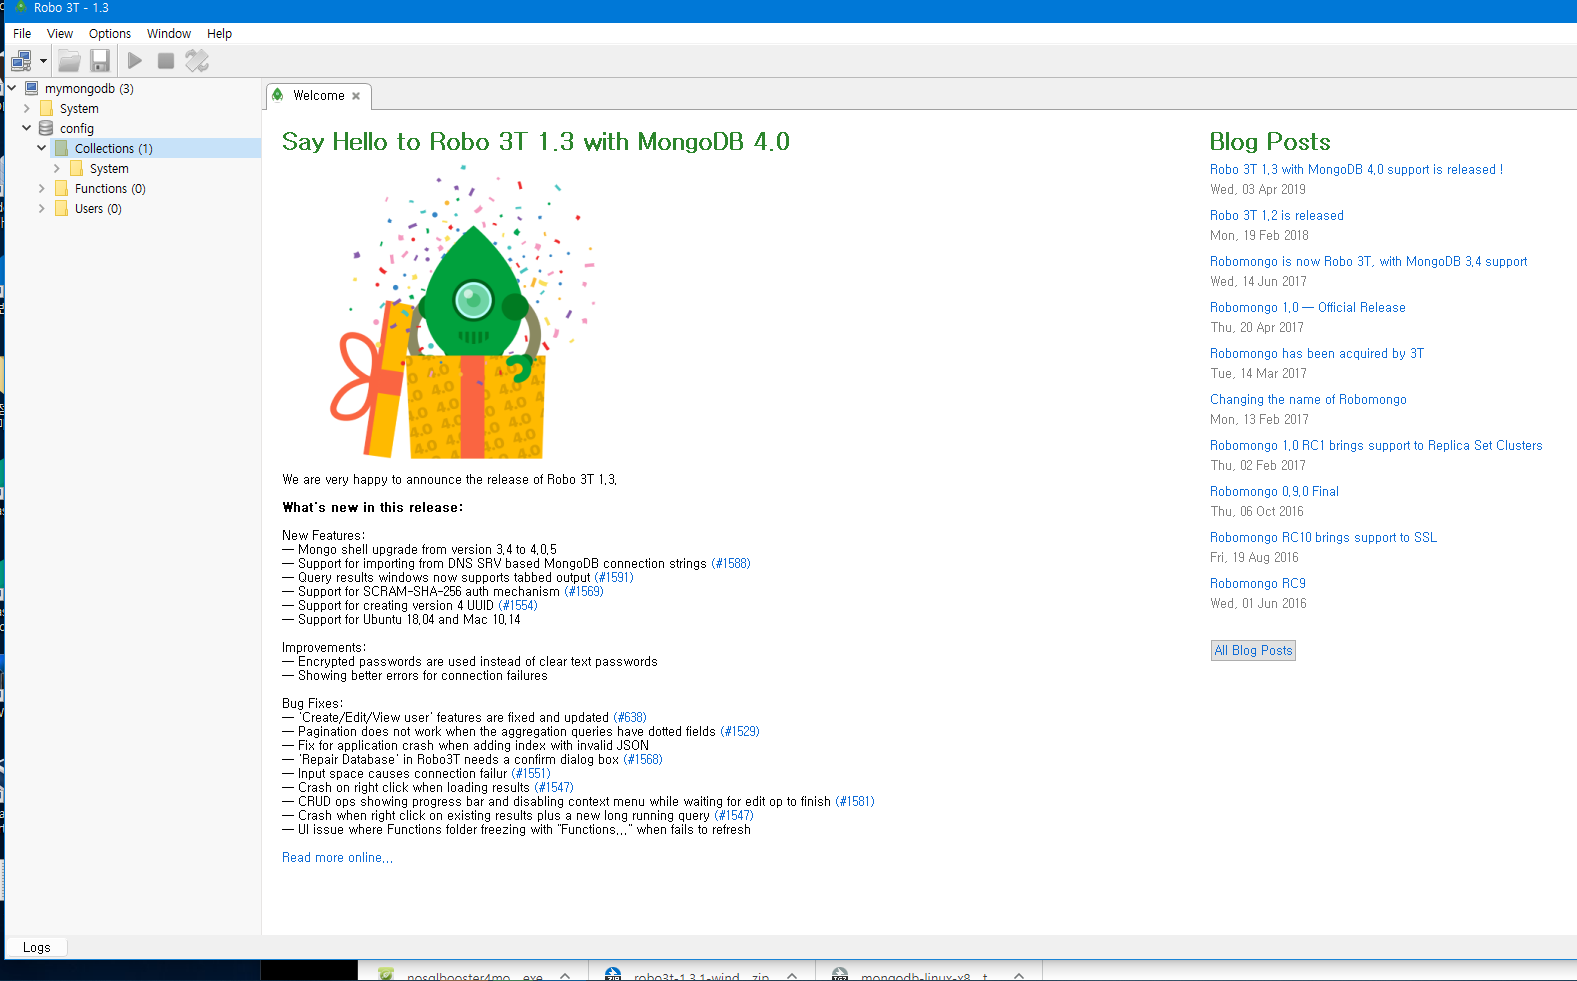 Robo 3T - 1.3
File View Options Window Help
mymongodb (3)
System
config
Collections (1)
System
Functions (0)
Users (0)
Welcome
Say Hello to Robo 3T 1.3 with MongoDB 4.0
4.0 4.0 4.0
We are very happy to announce the release of Robo 3T 1.3.
What's new in this release:
New Features:
— Mongo shell upgrade from version 3.4 to 4.0.5
— Support for importing from DNS SRV based MongoDB connection strings (#1588)
— Query results windows now supports tabbed output (#1591)
— Support for SCRAM-SHA-256 auth mechanism (#1569)
— Support for creating version 4 UUID (#1554)
— Support for Ubuntu 18.04 and Mac 10.14
Improvements:
— Encrypted passwords are used instead of clear text passwords
— Showing better errors for connection failures
Bug Fixes:
— 'Create/Edit/View user' features are fixed and updated (#638)
— Pagination does not work when the aggregation queries have dotted fields (#1529)
— Fix for application crash when adding index with invalid JSON
— 'Repair Database' in Robo3T needs a confirm dialog box (#1568)
— Input space causes connection failur (#1551)
— Crash on right click when loading results (#1547)
— CRUD ops showing progress bar and disabling context menu while waiting for edit op to finish (#1581)
— Crash when right click on existing results plus a new long running query (#1547)
— UI issue where Functions folder freezing with "Functions..." when fails to refresh
Read more online...
Blog Posts
Robo 3T 1.3 with MongoDB 4.0 support is released !
Wed, 03 Apr 2019
Robo 3T 1.2 is released
Mon, 19 Feb 2018
Robomongo is now Robo 3T, with MongoDB 3.4 support
Wed, 14 Jun 2017
Robomongo 1.0 — Official Release
Thu, 20 Apr 2017
Robomongo has been acquired by 3T
Tue, 14 Mar 2017
Changing the name of Robomongo
Mon, 13 Feb 2017
Robomongo 1.0 RC1 brings support to Replica Set Clusters
Thu, 02 Feb 2017
Robomongo 0.9.0 Final
Thu, 06 Oct 2016
Robomongo RC10 brings support to SSL
Fri, 19 Aug 2016
Robomongo RC9
Wed, 01 Jun 2016
All Blog Posts
Logs
nosqlbooster4mo....exe robo3t-1.3.1-wind....zip mongodb-linux-x8....t